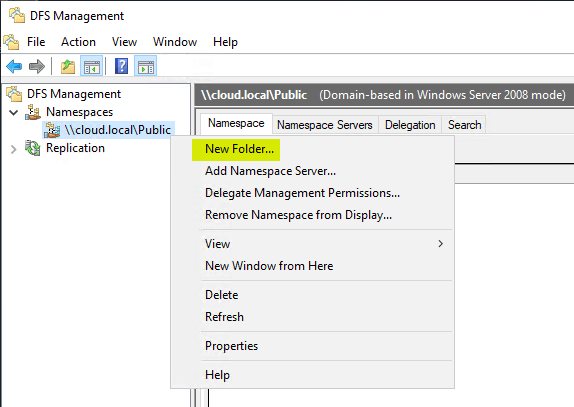 DFS Management
File Action View Window Help
DFS Management
Namespaces
\\cloud.local\Public
Replication
\\cloud.local\Public (Domain-based in Windows Server 2008 mode)
Namespace Namespace Servers Delegation Search
New Folder...
Add Namespace Server...
Delegate Management Permissions...
Remove Namespace from Display...
View
New Window from Here
Delete
Refresh
Properties
Help